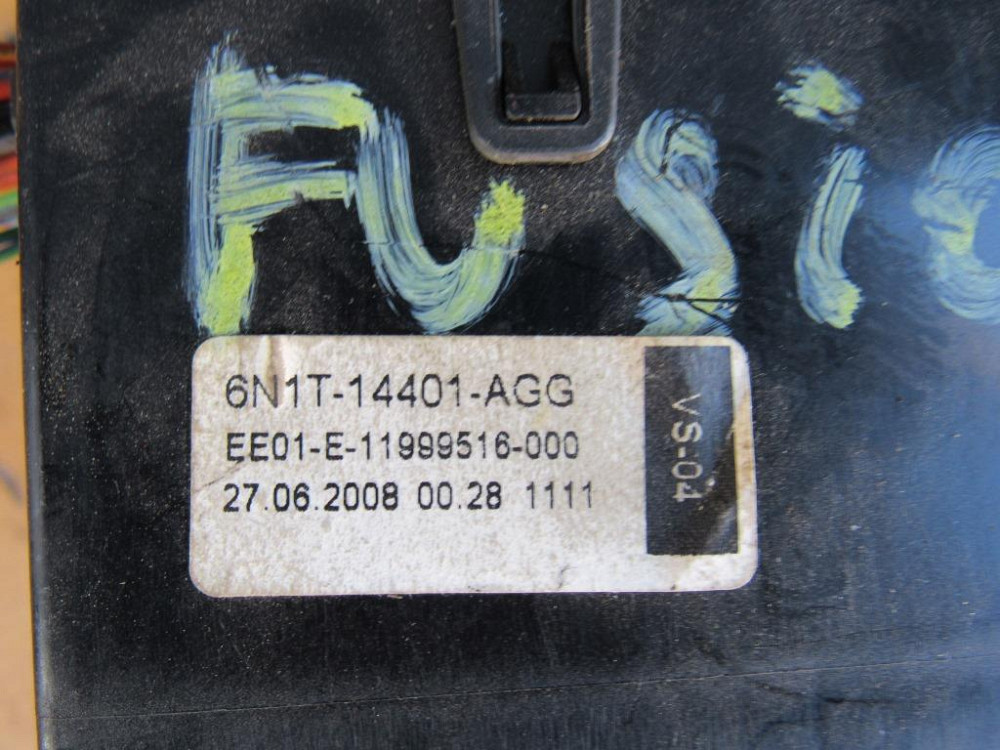 Fusio
6N1T-14401-AGG
EE01-E-11999516-000
27.06.2008 00.28 1111
VS-04